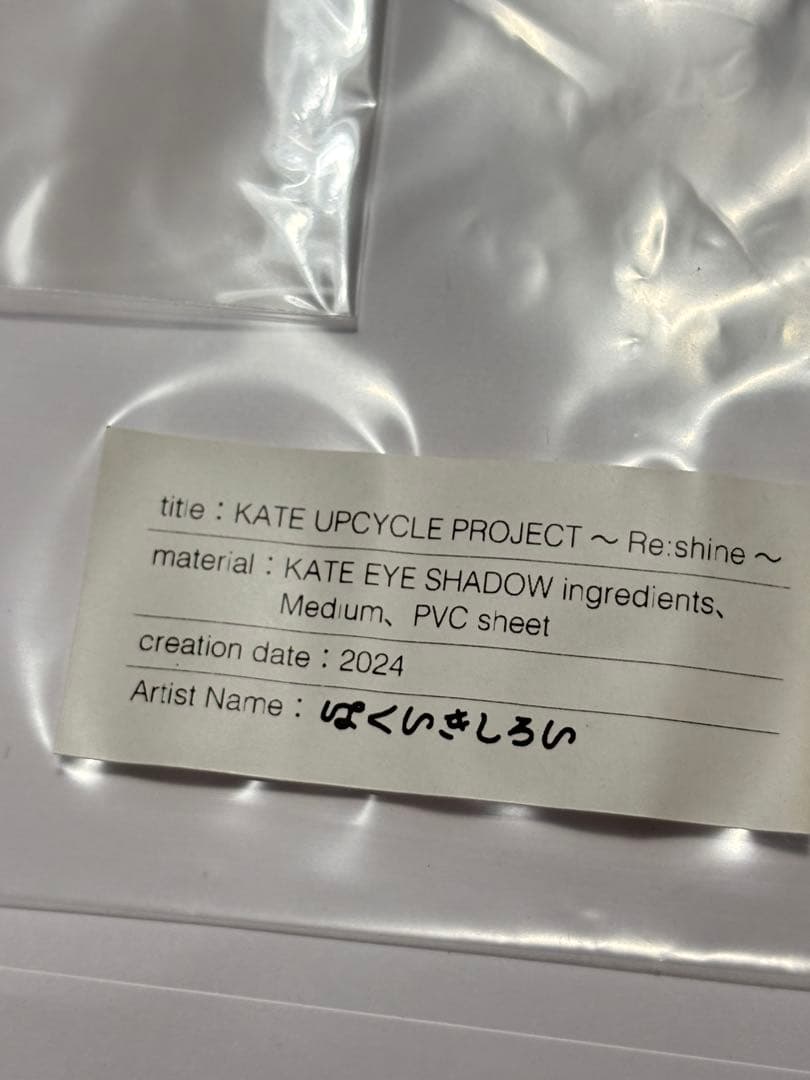 title：KATE UPCYCLE PROJECT 〜 Re:shine 〜
material：KATE EYE SHADOW ingredients、
Medium、PVC sheet
creation date：2024
Artist Name：はくいきしろい